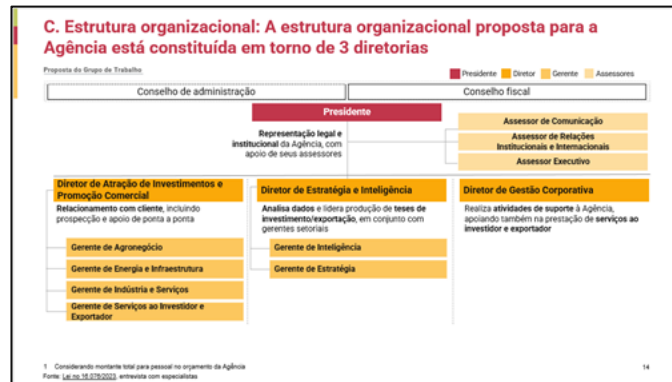 C. Estrutura organizacional: A estrutura organizacional proposta para a
Agência está constituída em torno de 3 diretorias
Proposta do Grupo de Trabalho
Presidente
Diretor
Gerente
Assessores
Conselho de administração
Conselho fiscal
Presidente
Representação legal e
institucional da Agência, com
apoio de seus assessores
Assessor de Comunicação
Assessor de Relações
Institucionais e Internacionais
Assessor Executivo
Diretor de Atração de Investimentos e
Promoção Comercial
Relacionamento com cliente, incluindo
prospecção e apoio de ponta a ponta
Gerente de Agronegócio
Gerente de Energia e Infraestrutura
Gerente de Indústria e Serviços
Gerente de Serviços ao Investidor e
Exportador
Diretor de Estratégia e Inteligência
Analisa dados e lidera produção de teses de
investimento/exportação, em conjunto com
gerentes setoriais
Gerente de Inteligência
Gerente de Estratégia
Diretor de Gestão Corporativa
Realiza atividades de suporte à Agência,
apoiando também na prestação de serviços ao
investidor e exportador
1 Considerando montante total para pessoal no orçamento da Agência
Fonte: Lei no 16.078/2023, entrevista com especialistas
14